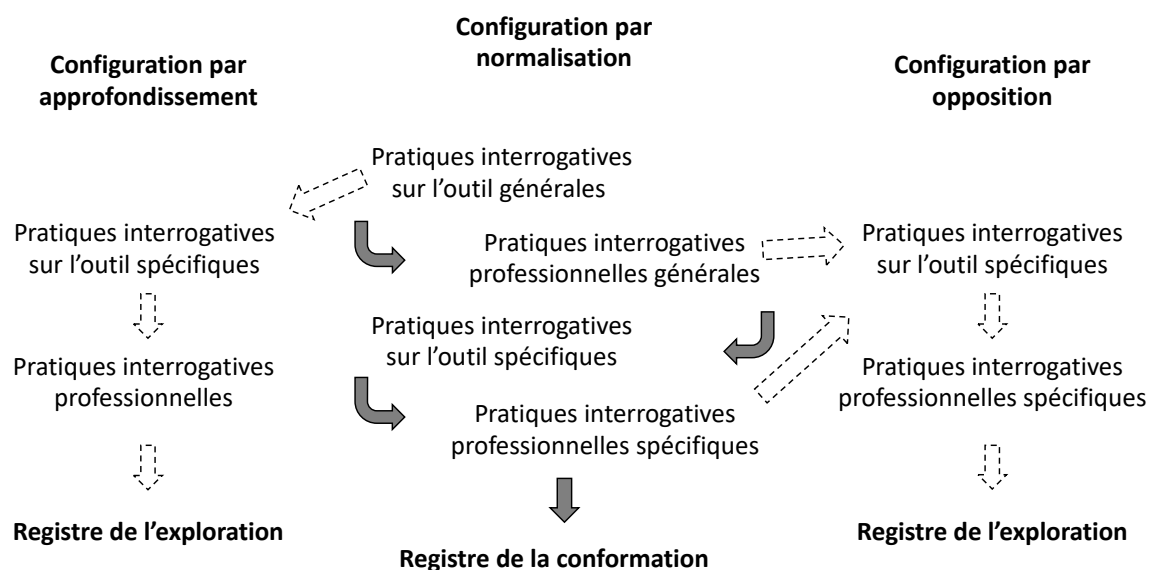 Configuration par
normalisation
Configuration par
approfondissement
Configuration par
opposition
Pratiques interrogatives
sur l’outil générales
Pratiques interrogatives
sur l’outil spécifiques
Pratiques interrogatives
professionnelles générales
Pratiques interrogatives
sur l’outil spécifiques
Pratiques interrogatives
sur l’outil spécifiques
Pratiques interrogatives
professionnelles
Pratiques interrogatives
professionnelles spécifiques
Pratiques interrogatives
professionnelles spécifiques
Registre de l’exploration
Registre de la conformation
Registre de l’exploration